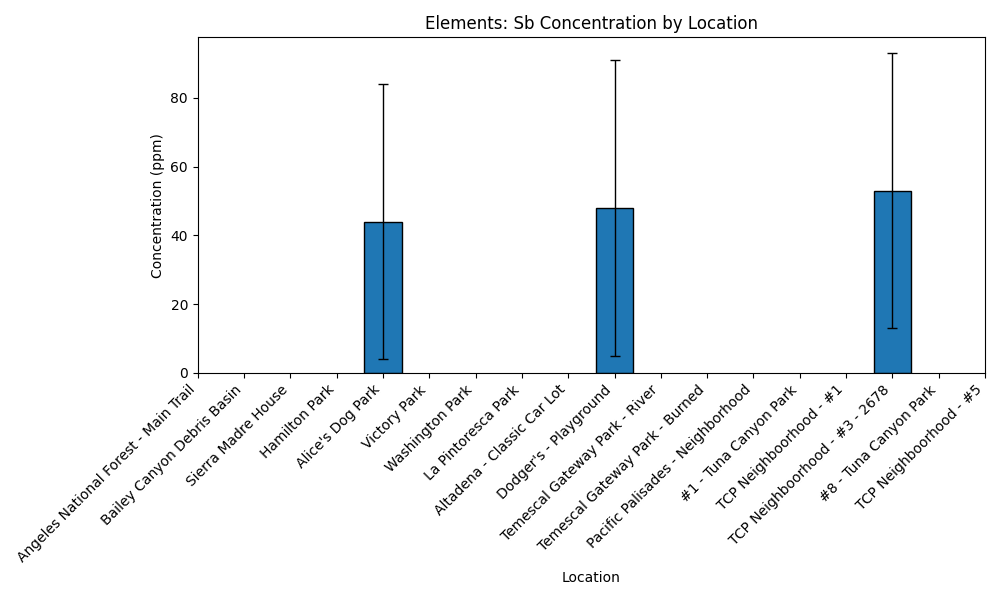 Elements: Sb Concentration by Location
Concentration (ppm)
80
60
40
20
0
Angeles National Forest - Main Trail
Bailey Canyon Debris Basin
Sierra Madre House
Hamilton Park
Alice's Dog Park
Victory Park
Washington Park
La Pintoresca Park
Altadena - Classic Car Lot
Dodger's - Playground
Temescal Gateway Park - River
Temescal Gateway Park - Burned
Pacific Palisades - Neighborhood
#1 - Tuna Canyon Park
TCP Neighboorhood - #1
TCP Neighboorhood - #3 - 2678
#8 - Tuna Canyon Park
TCP Neighboorhood - #5
Location